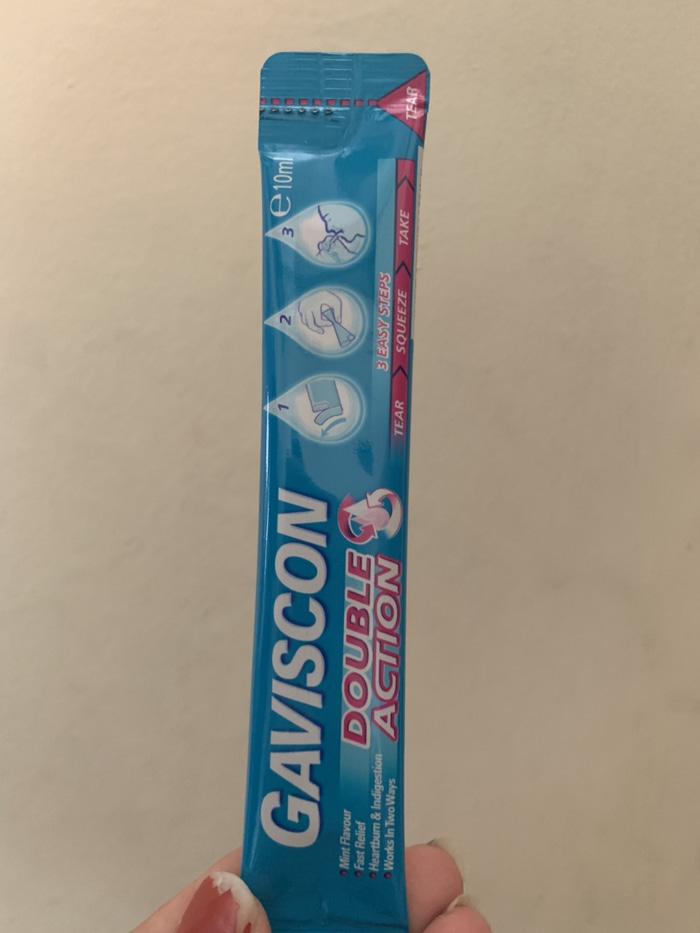 GAVISCON
DOUBLE
ACTION
• Mint Flavour
• Fast Relief
• Heartburn & Indigestion
• Works In Two Ways
3 EASY STEPS
TEAR > SQUEEZE > TAKE >
1
2
3
℮ 10ml
TEAR